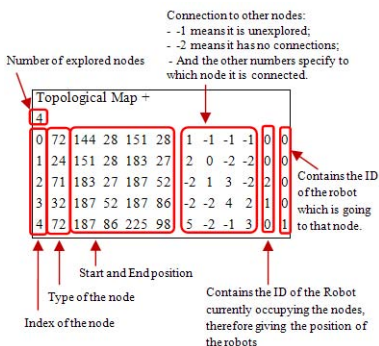 Connection to other nodes:
- -1 means it is unexplored;
- -2 means it has no connections;
- And the other numbers specify to
which node it is connected.
Number of explored nodes
Topological Map +
4
0 72 144 28 151 28 1 -1 -1 -1 0 0
1 24 151 28 183 27 2 0 -2 -2 0 0
2 71 183 27 187 52 -2 1 3 -2 2 0
3 32 187 52 187 86 -2 -2 4 2 1 0
4 72 187 86 225 98 5 -2 -1 3 0 1
Contains the ID
of the robot
which is going
to that node.
Start and End position
Type of the node
Index of the node
Contains the ID of the Robot
currently occupying the nodes,
therefore giving the position of
the robots